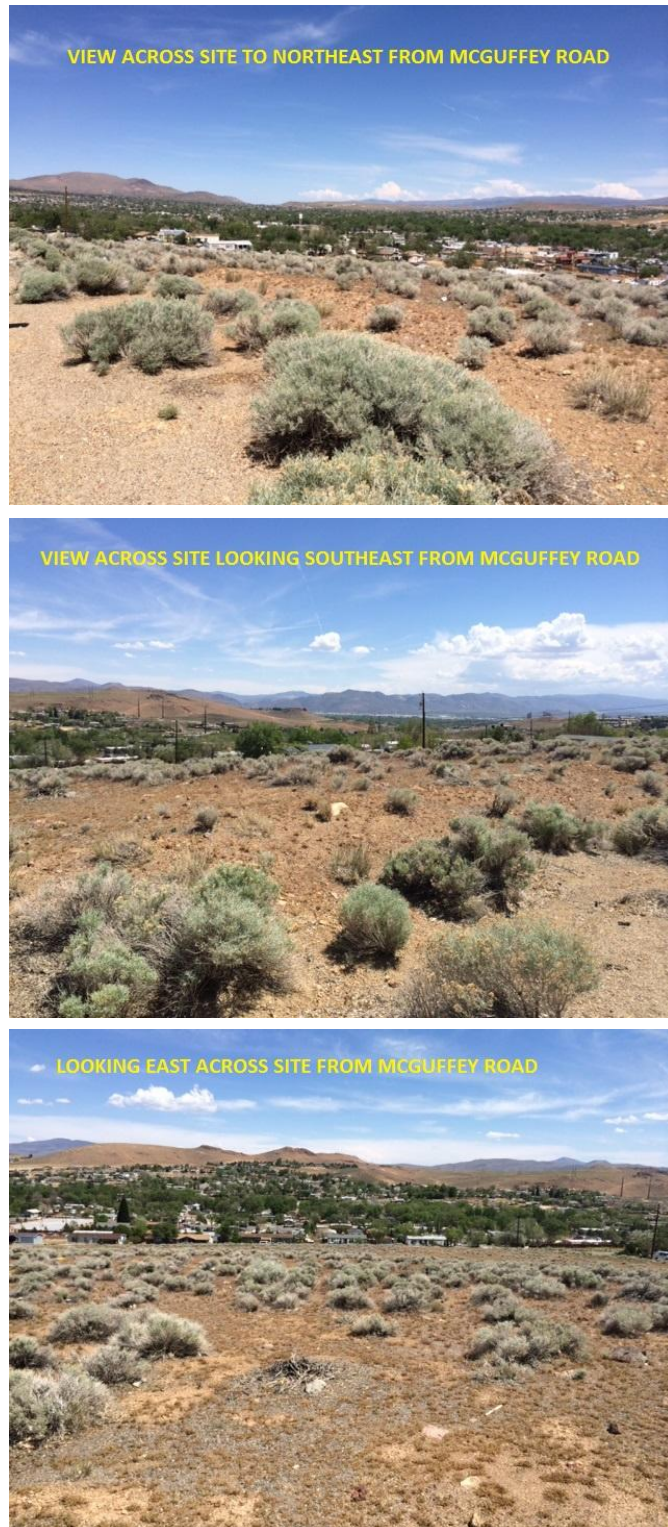 VIEW ACROSS SITE TO NORTHEAST FROM MCGUFFEY ROAD
VIEW ACROSS SITE LOOKING SOUTHEAST FROM MCGUFFEY ROAD
LOOKING EAST ACROSS SITE FROM MCGUFFEY ROAD